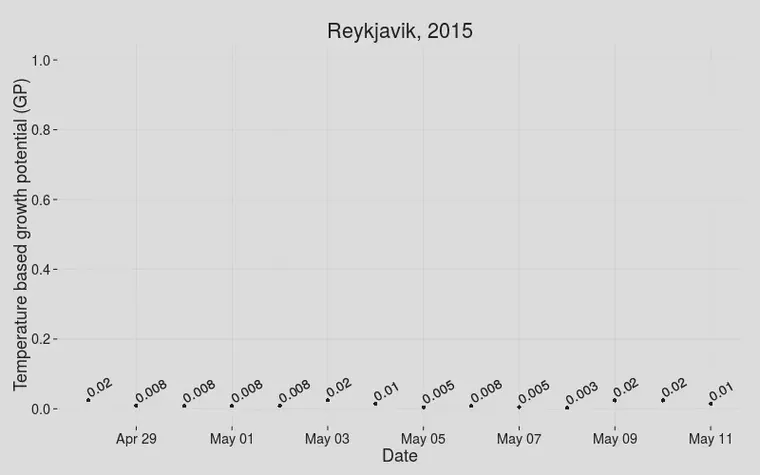 Reykjavik, 2015
Temperature based growth potential (GP)
1.0
0.8
0.6
0.4
0.2
0.0
0.02
0.008
0.008
0.008
0.008
0.02
0.01
0.005
0.008
0.005
0.003
0.02
0.02
0.01
Apr 29
May 01
May 03
May 05
May 07
May 09
May 11
Date